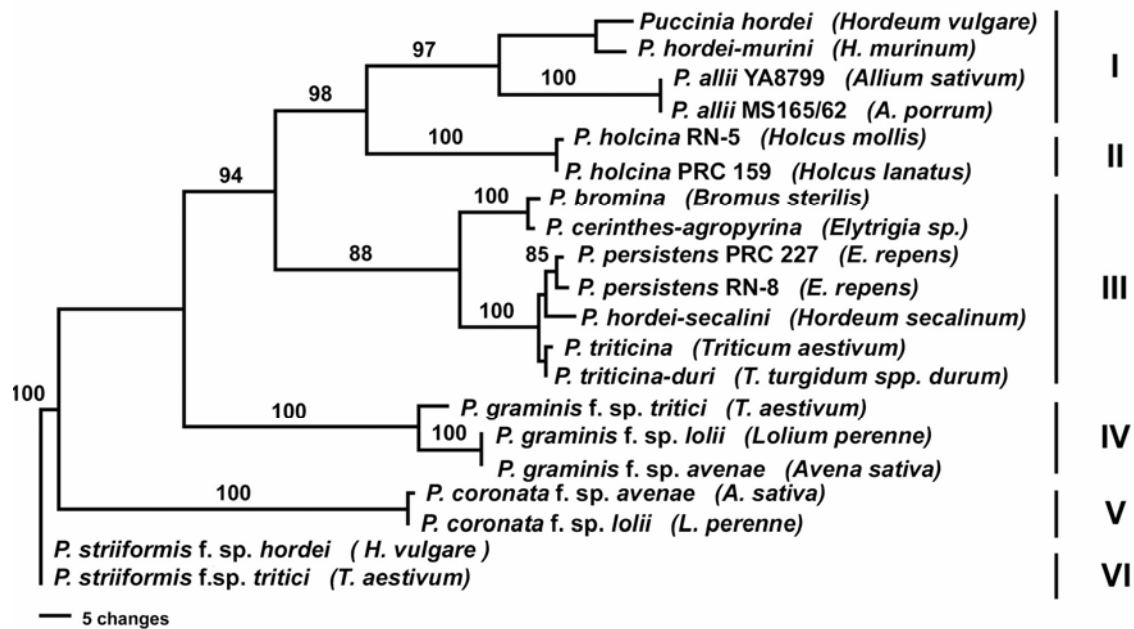 Puccinia hordei (Hordeum vulgare)
97
P. hordei-murini (H. murinum)
I
100
P. allii YA8799 (Allium sativum)
98
P. allii MS165/62 (A. porrum)
100
P. holcina RN-5 (Holcus mollis)
II
94
P. holcina PRC 159 (Holcus lanatus)
100
P. bromina (Bromus sterilis)
P. cerinthes-agropyrina (Elytrigia sp.)
88
85
P. persistens PRC 227 (E. repens)
P. persistens RN-8 (E. repens)
III
100
P. hordei-secalini (Hordeum secalinum)
P. triticina (Triticum aestivum)
P. triticina-duri (T. turgidum spp. durum)
100
100
P. graminis f. sp. tritici (T. aestivum)
100
P. graminis f. sp. lolii (Lolium perenne)
IV
P. graminis f. sp. avenae (Avena sativa)
100
P. coronata f. sp. avenae (A. sativa)
V
P. coronata f. sp. lolii (L. perenne)
P. striiformis f. sp. hordei ( H. vulgare )
P. striiformis f.sp. tritici (T. aestivum)
VI
5 changes